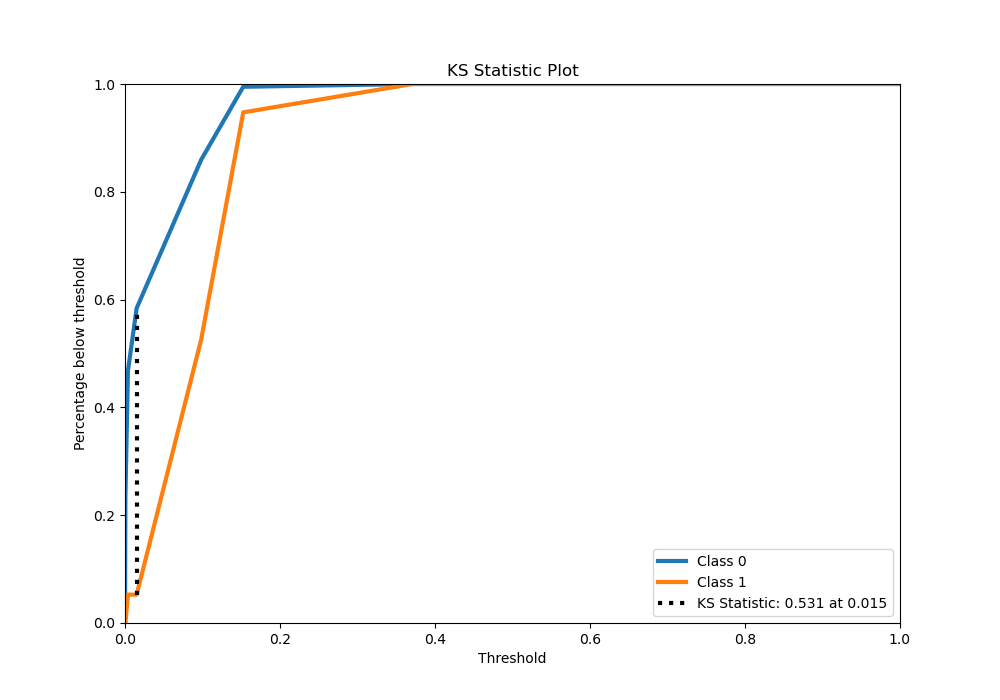 KS Statistic Plot
1.0
0.8
0.6
0.4
0.2
0.0
Percentage below threshold
0.0 0.2 0.4 0.6 0.8 1.0
Threshold
Class 0
Class 1
KS Statistic: 0.531 at 0.015